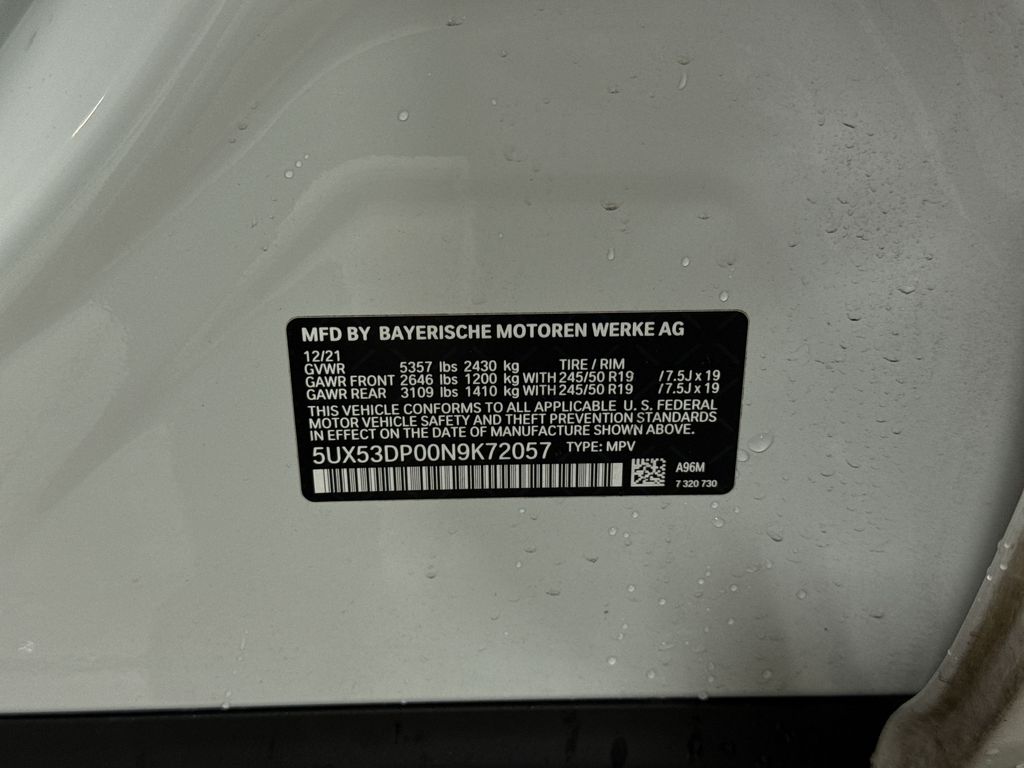 MFD BY BAYERISCHE MOTOREN WERKE AG
12/21
GVWR 5357 lbs 2430 kg TIRE / RIM
GAWR FRONT 2646 lbs 1200 kg WITH 245/50 R19 / 7.5J x 19
GAWR REAR 3109 lbs 1410 kg WITH 245/50 R19 / 7.5J x 19
THIS VEHICLE CONFORMS TO ALL APPLICABLE U. S. FEDERAL
MOTOR VEHICLE SAFETY AND THEFT PREVENTION STANDARDS
IN EFFECT ON THE DATE OF MANUFACTURE SHOWN ABOVE.
5UX53DP00N9K72057 TYPE: MPV
A96M
7 320 730